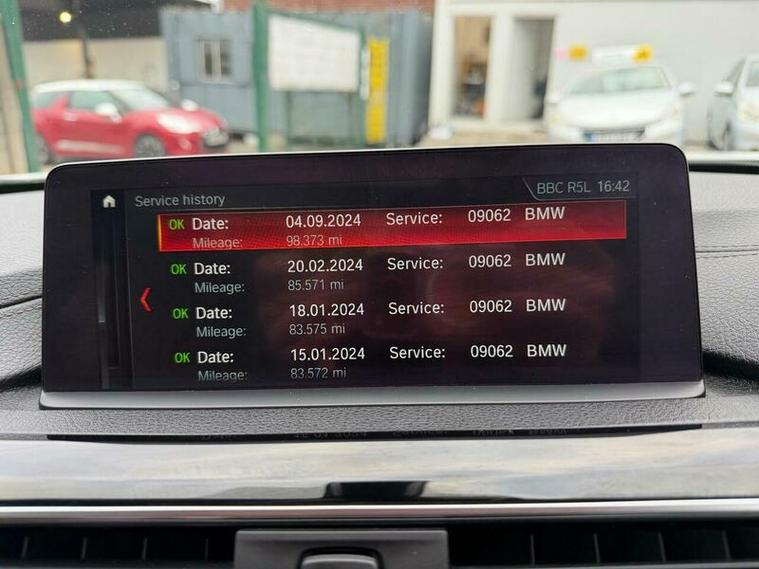 Service history
BBC R5L 16:42
OK Date: 04.09.2024 Service: 09062 BMW
Mileage: 98.373 mi
OK Date: 20.02.2024 Service: 09062 BMW
Mileage: 85.571 mi
OK Date: 18.01.2024 Service: 09062 BMW
Mileage: 83.575 mi
OK Date: 15.01.2024 Service: 09062 BMW
Mileage: 83.572 mi